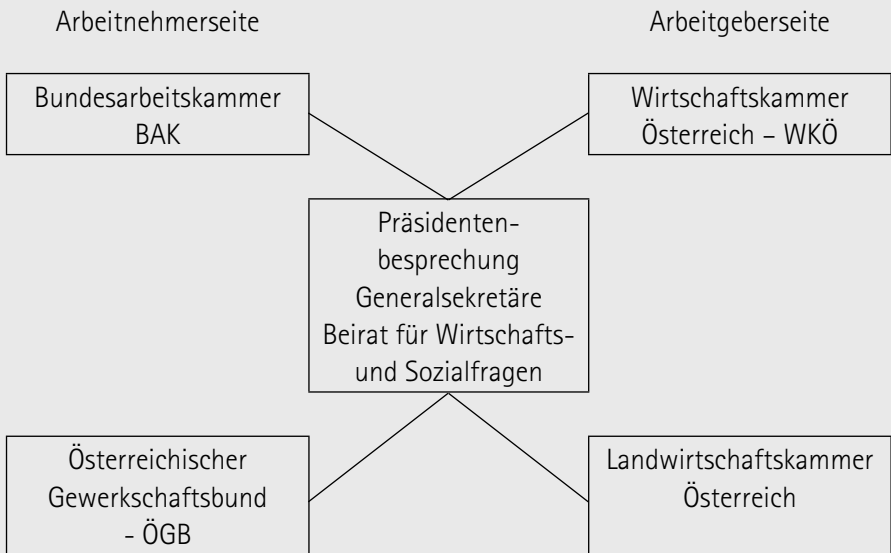 Arbeitnehmerseite
Arbeitgeberseite
Bundesarbeitskammer
BAK
Wirtschaftskammer
Österreich – WKÖ
Präsidenten-
besprechung
Generalsekretäre
Beirat für Wirtschafts-
und Sozialfragen
Österreichischer
Gewerkschaftsbund
- ÖGB
Landwirtschaftskammer
Österreich